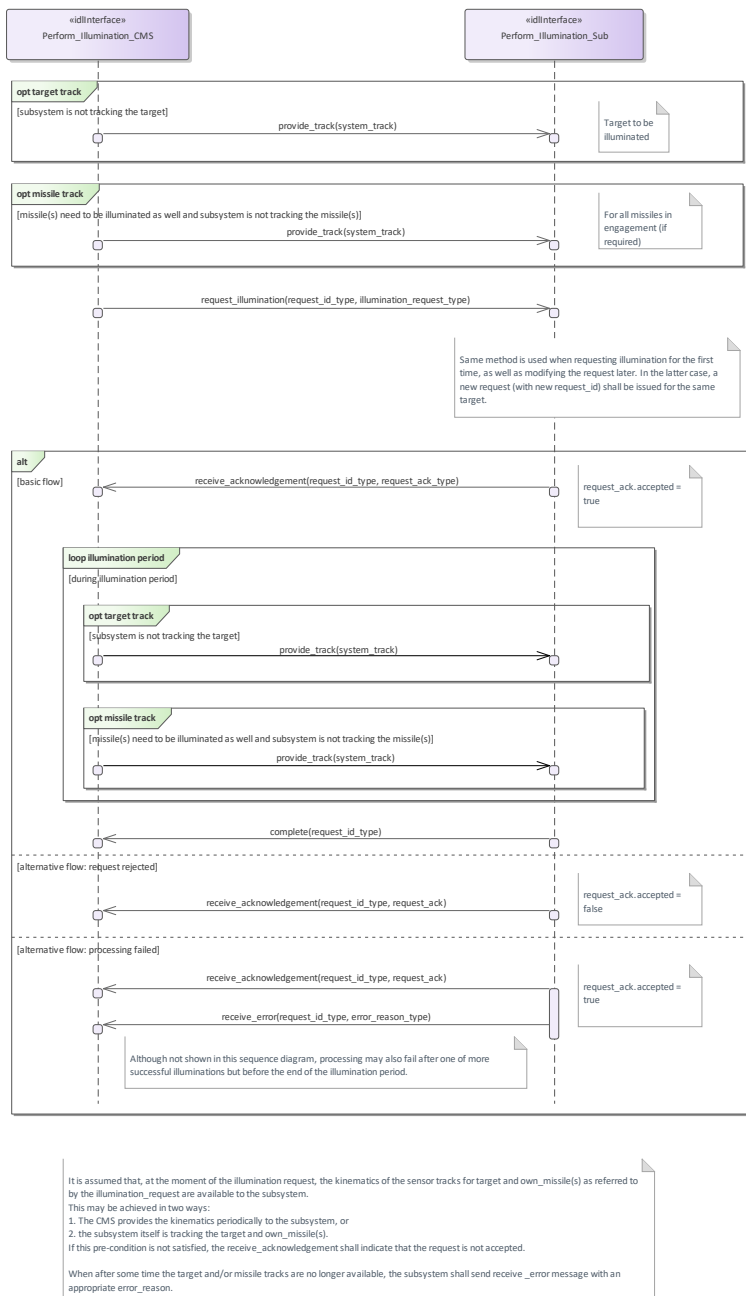 «idlInterface»
Perform_Illumination_CMS
«idlInterface»
Perform_Illumination_Sub
opt target track
[subsystem is not tracking the target]
provide_track(system_track)
Target to be
illuminated
opt missile track
[missile(s) need to be illuminated as well and subsystem is not tracking the missile(s)]
provide_track(system_track)
For all missiles in
engagement (if
required)
request_illumination(request_id_type, illumination_request_type)
Same method is used when requesting illumination for the first
time, as well as modifying the request later. In the latter case, a
new request (with new request_id) shall be issued for the same
target.
alt
[basic flow]
receive_acknowledgement(request_id_type, request_ack_type)
request_ack.accepted =
true
loop illumination period
[during illumination period]
opt target track
[subsystem is not tracking the target]
provide_track(system_track)
opt missile track
[missile(s) need to be illuminated as well and subsystem is not tracking the missile(s)]
provide_track(system_track)
complete(request_id_type)
[alternative flow: request rejected]
receive_acknowledgement(request_id_type, request_ack)
request_ack.accepted =
false
[alternative flow: processing failed]
receive_acknowledgement(request_id_type, request_ack)
request_ack.accepted =
true
receive_error(request_id_type, error_reason_type)
Although not shown in this sequence diagram, processing may also fail after one of more
successful illuminations but before the end of the illumination period.
It is assumed that, at the moment of the illumination request, the kinematics of the sensor tracks for target and own_missile(s) as referred to
by the illumination_request are available to the subsystem.
This may be achieved in two ways:
1. The CMS provides the kinematics periodically to the subsystem, or
2. the subsystem itself is tracking the target and own_missile(s).
If this pre-condition is not satisfied, the receive_acknowledgement shall indicate that the request is not accepted.
When after some time the target and/or missile tracks are no longer available, the subsystem shall send receive _error message with an
appropriate error_reason.